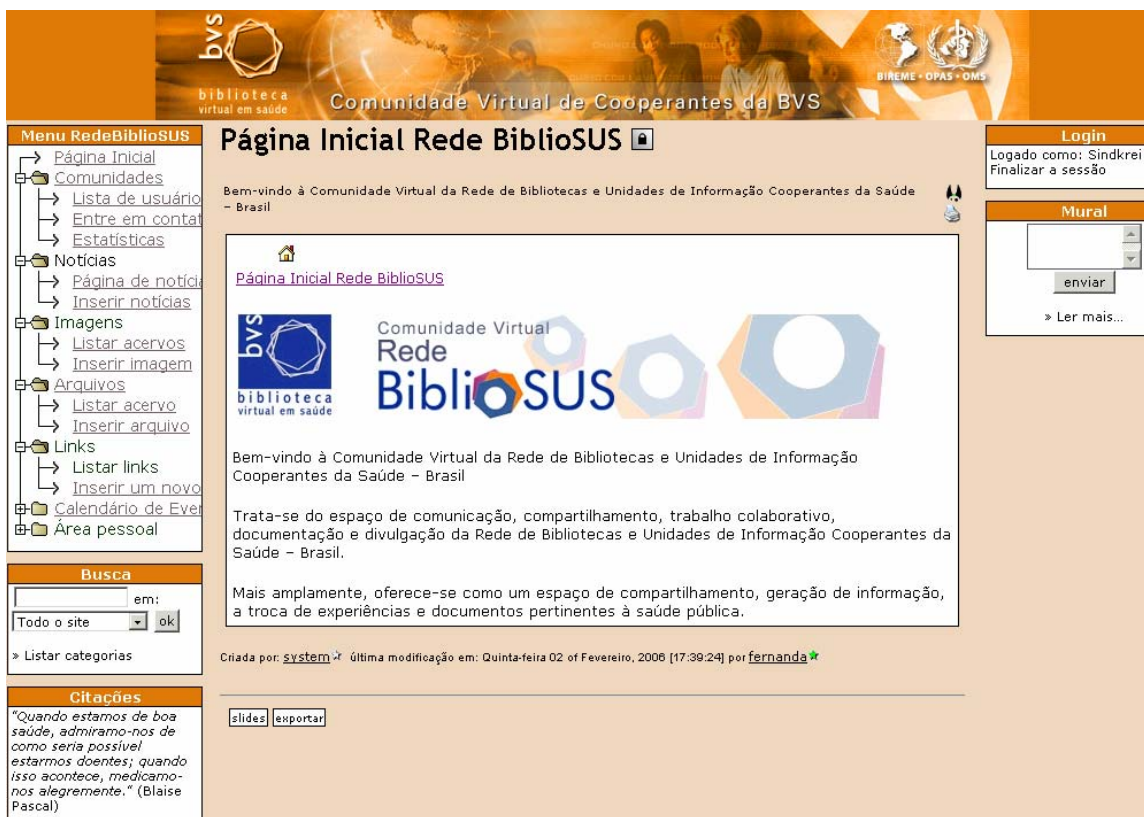 bvs
biblioteca
virtual em saúde
Comunidade Virtual de Cooperantes da BVS
BIREME • OPAS • OMS
Menu RedeBiblioSUS
Página Inicial
Comunidades
Lista de usuário
Entre em contat
Estatísticas
Notícias
Página de notícia
Inserir notícias
Imagens
Listar acervos
Inserir imagem
Arquivos
Listar acervo
Inserir arquivo
Links
Listar links
Inserir um novo
Calendário de Ever
Área pessoal
Busca
em:
Todo o site
ok
» Listar categorias
Citações
"Quando estamos de boa
saúde, admiramo-nos de
como seria possível
estarmos doentes; quando
isso acontece, medicamo-
nos alegremente." (Blaise
Pascal)
Página Inicial Rede BiblioSUS
Bem-vindo à Comunidade Virtual da Rede de Bibliotecas e Unidades de Informação Cooperantes da Saúde
– Brasil
Página Inicial Rede BiblioSUS
bvs
biblioteca
virtual em saúde
Comunidade Virtual
Rede
BiblioSUS
Bem-vindo à Comunidade Virtual da Rede de Bibliotecas e Unidades de Informação
Cooperantes da Saúde – Brasil
Trata-se do espaço de comunicação, compartilhamento, trabalho colaborativo,
documentação e divulgação da Rede de Bibliotecas e Unidades de Informação Cooperantes da
Saúde – Brasil.
Mais amplamente, oferece-se como um espaço de compartilhamento, geração de informação,
a troca de experiências e documentos pertinentes à saúde pública.
Criada por: system última modificação em: Quinta-feira 02 of Fevereiro, 2006 [17:39:24] por fernanda
slides exportar
Login
Logado como: Sindkrei
Finalizar a sessão
Mural
enviar
» Ler mais...